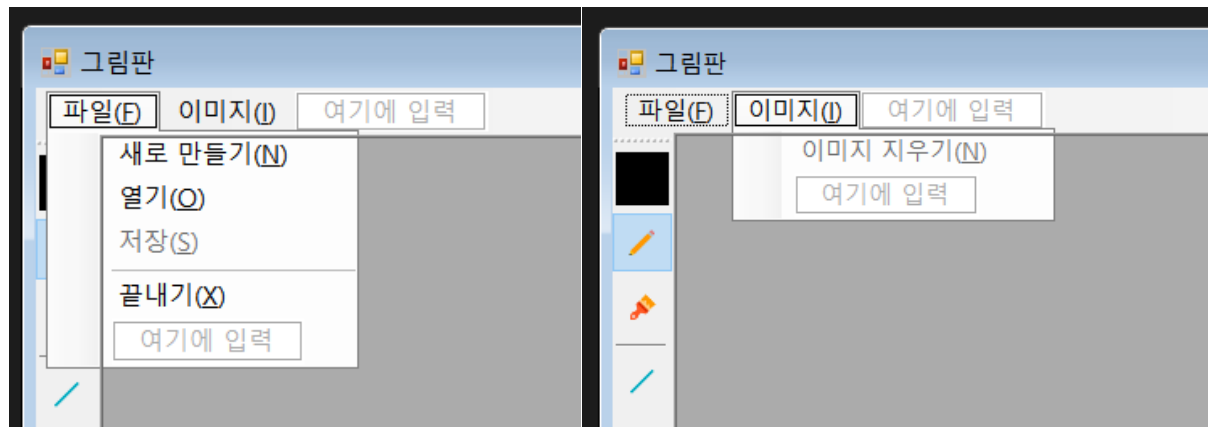 그림판
파일(F) 이미지(I) 여기에 입력
새로 만들기(N)
열기(O)
저장(S)
끝내기(X)
여기에 입력
그림판
파일(F) 이미지(I) 여기에 입력
이미지 지우기(N)
여기에 입력